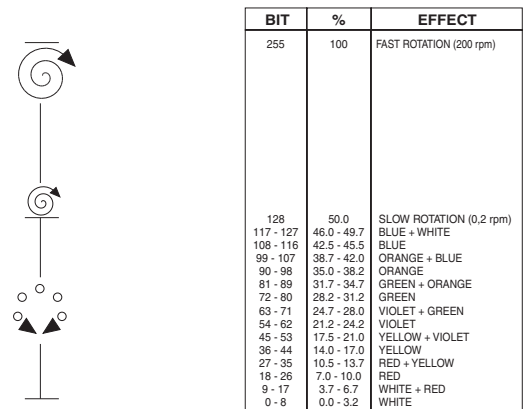 BIT % EFFECT
255 100 FAST ROTATION (200 rpm)
128 50.0 SLOW ROTATION (0,2 rpm)
117 - 127 46.0 - 49.7 BLUE + WHITE
108 - 116 42.5 - 45.5 BLUE
99 - 107 38.7 - 42.0 ORANGE + BLUE
90 - 98 35.0 - 38.2 ORANGE
81 - 89 31.7 - 34.7 GREEN + ORANGE
72 - 80 28.2 - 31.2 GREEN
63 - 71 24.7 - 28.0 VIOLET + GREEN
54 - 62 21.2 - 24.2 VIOLET
45 - 53 17.5 - 21.0 YELLOW + VIOLET
36 - 44 14.0 - 17.0 YELLOW
27 - 35 10.5 - 13.7 RED + YELLOW
18 - 26 7.0 - 10.0 RED
9 - 17 3.7 - 6.7 WHITE + RED
0 - 8 0.0 - 3.2 WHITE